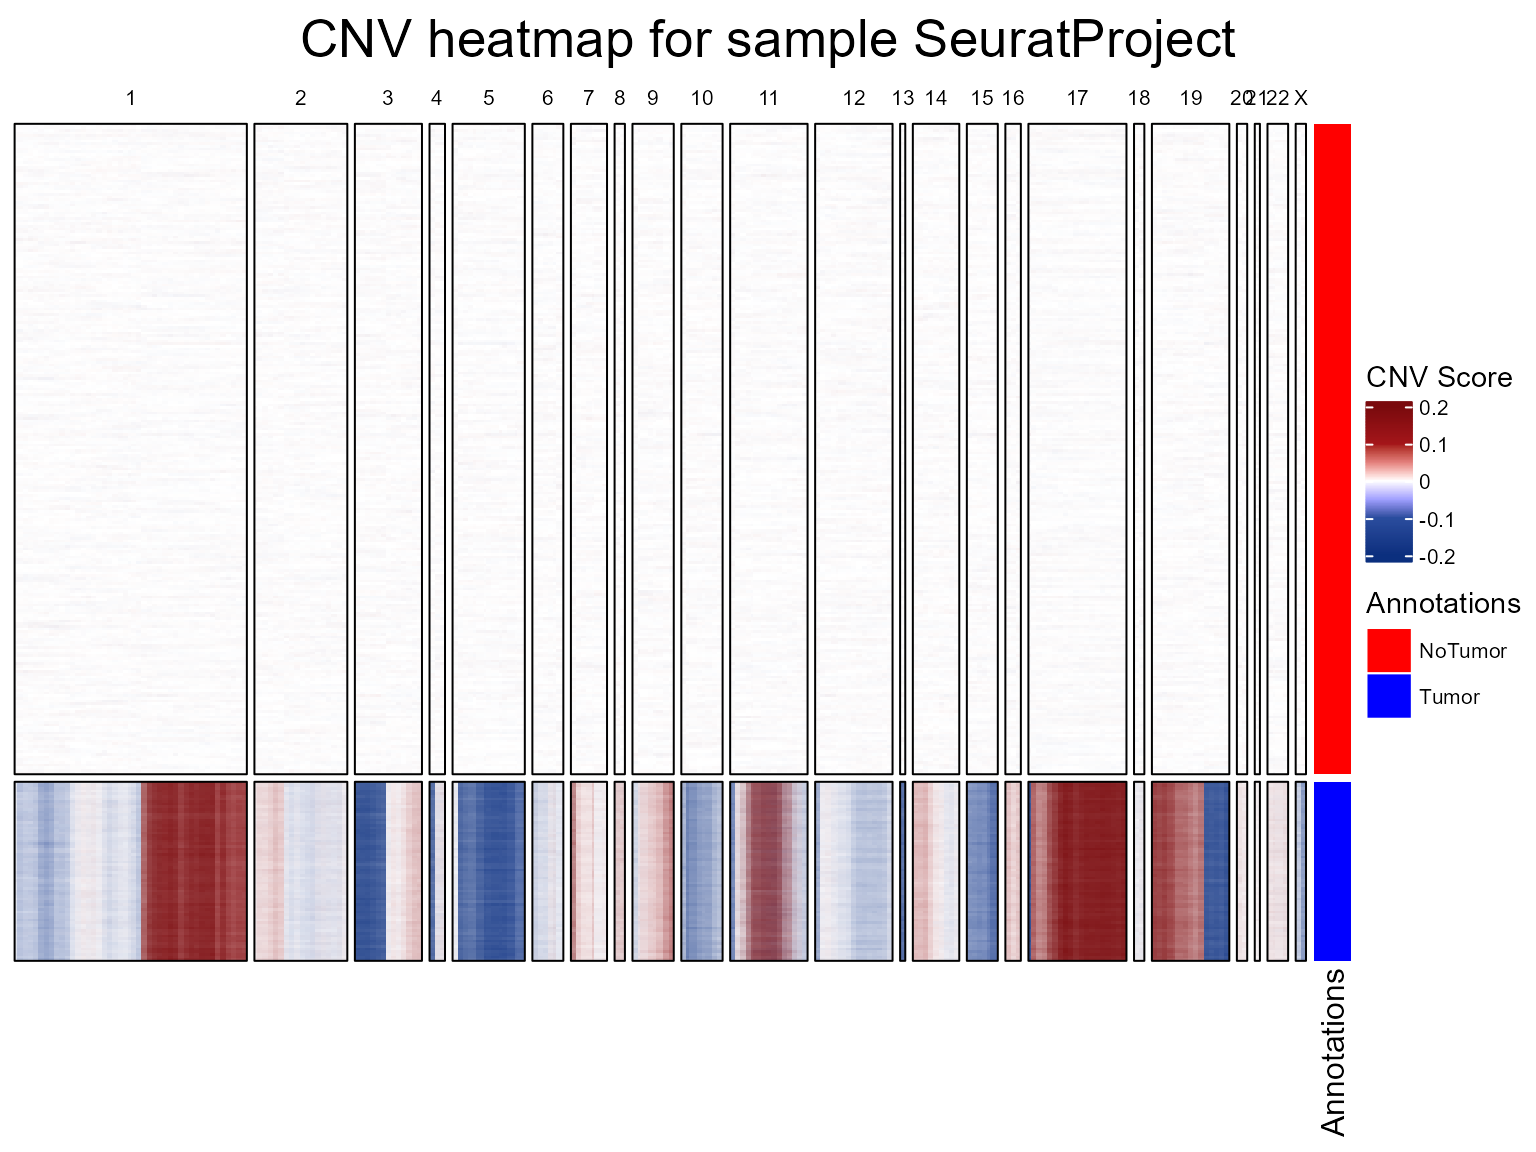 CNV heatmap for sample SeuratProject
1 2 3 4 5 6 7 8 9 10 11 12 13 14 15 16 17 18 19 20 21 22 X
CNV Score
0.2
0.1
0
-0.1
-0.2
Annotations
NoTumor
Tumor
Annotations